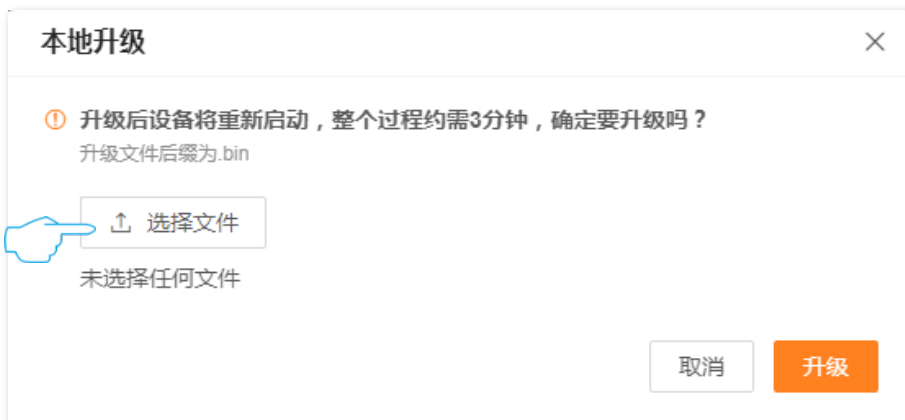 本地升级
升级后设备将重新启动，整个过程约需3分钟，确定要升级吗？
升级文件后缀为.bin
选择文件
未选择任何文件
取消
升级